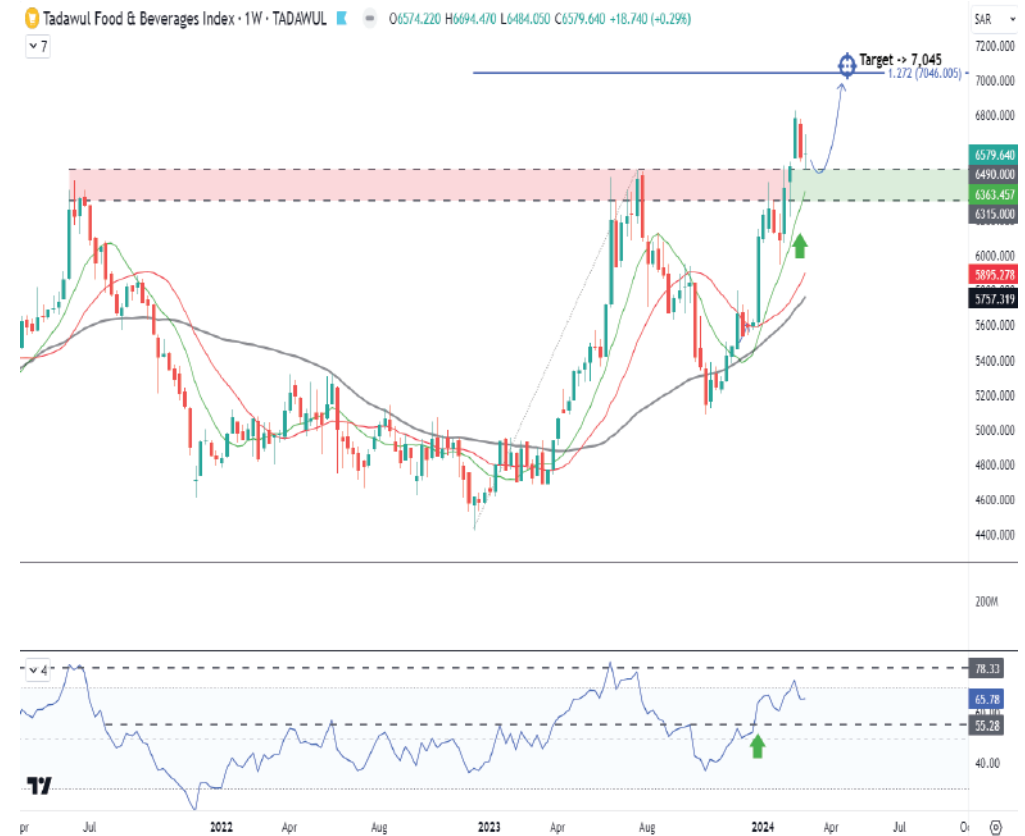 Tadawul Food & Beverages Index · 1W · TADAWUL O6574.220 H6694.470 L6484.050 C6579.640 +18.740 (+0.29%)
SAR
7
7200.000
Target -> 7,045
1.272 (7046.005)
7000.000
6800.000
6579.640
6490.000
6363.457
6315.000
6000.000
5895.278
5757.319
5600.000
5400.000
5200.000
5000.000
4800.000
4600.000
4400.000
200M
4
78.33
65.78
55.28
40.00
Jul
2022
Apr
Aug
2023
Apr
Aug
2024
Apr
Jul